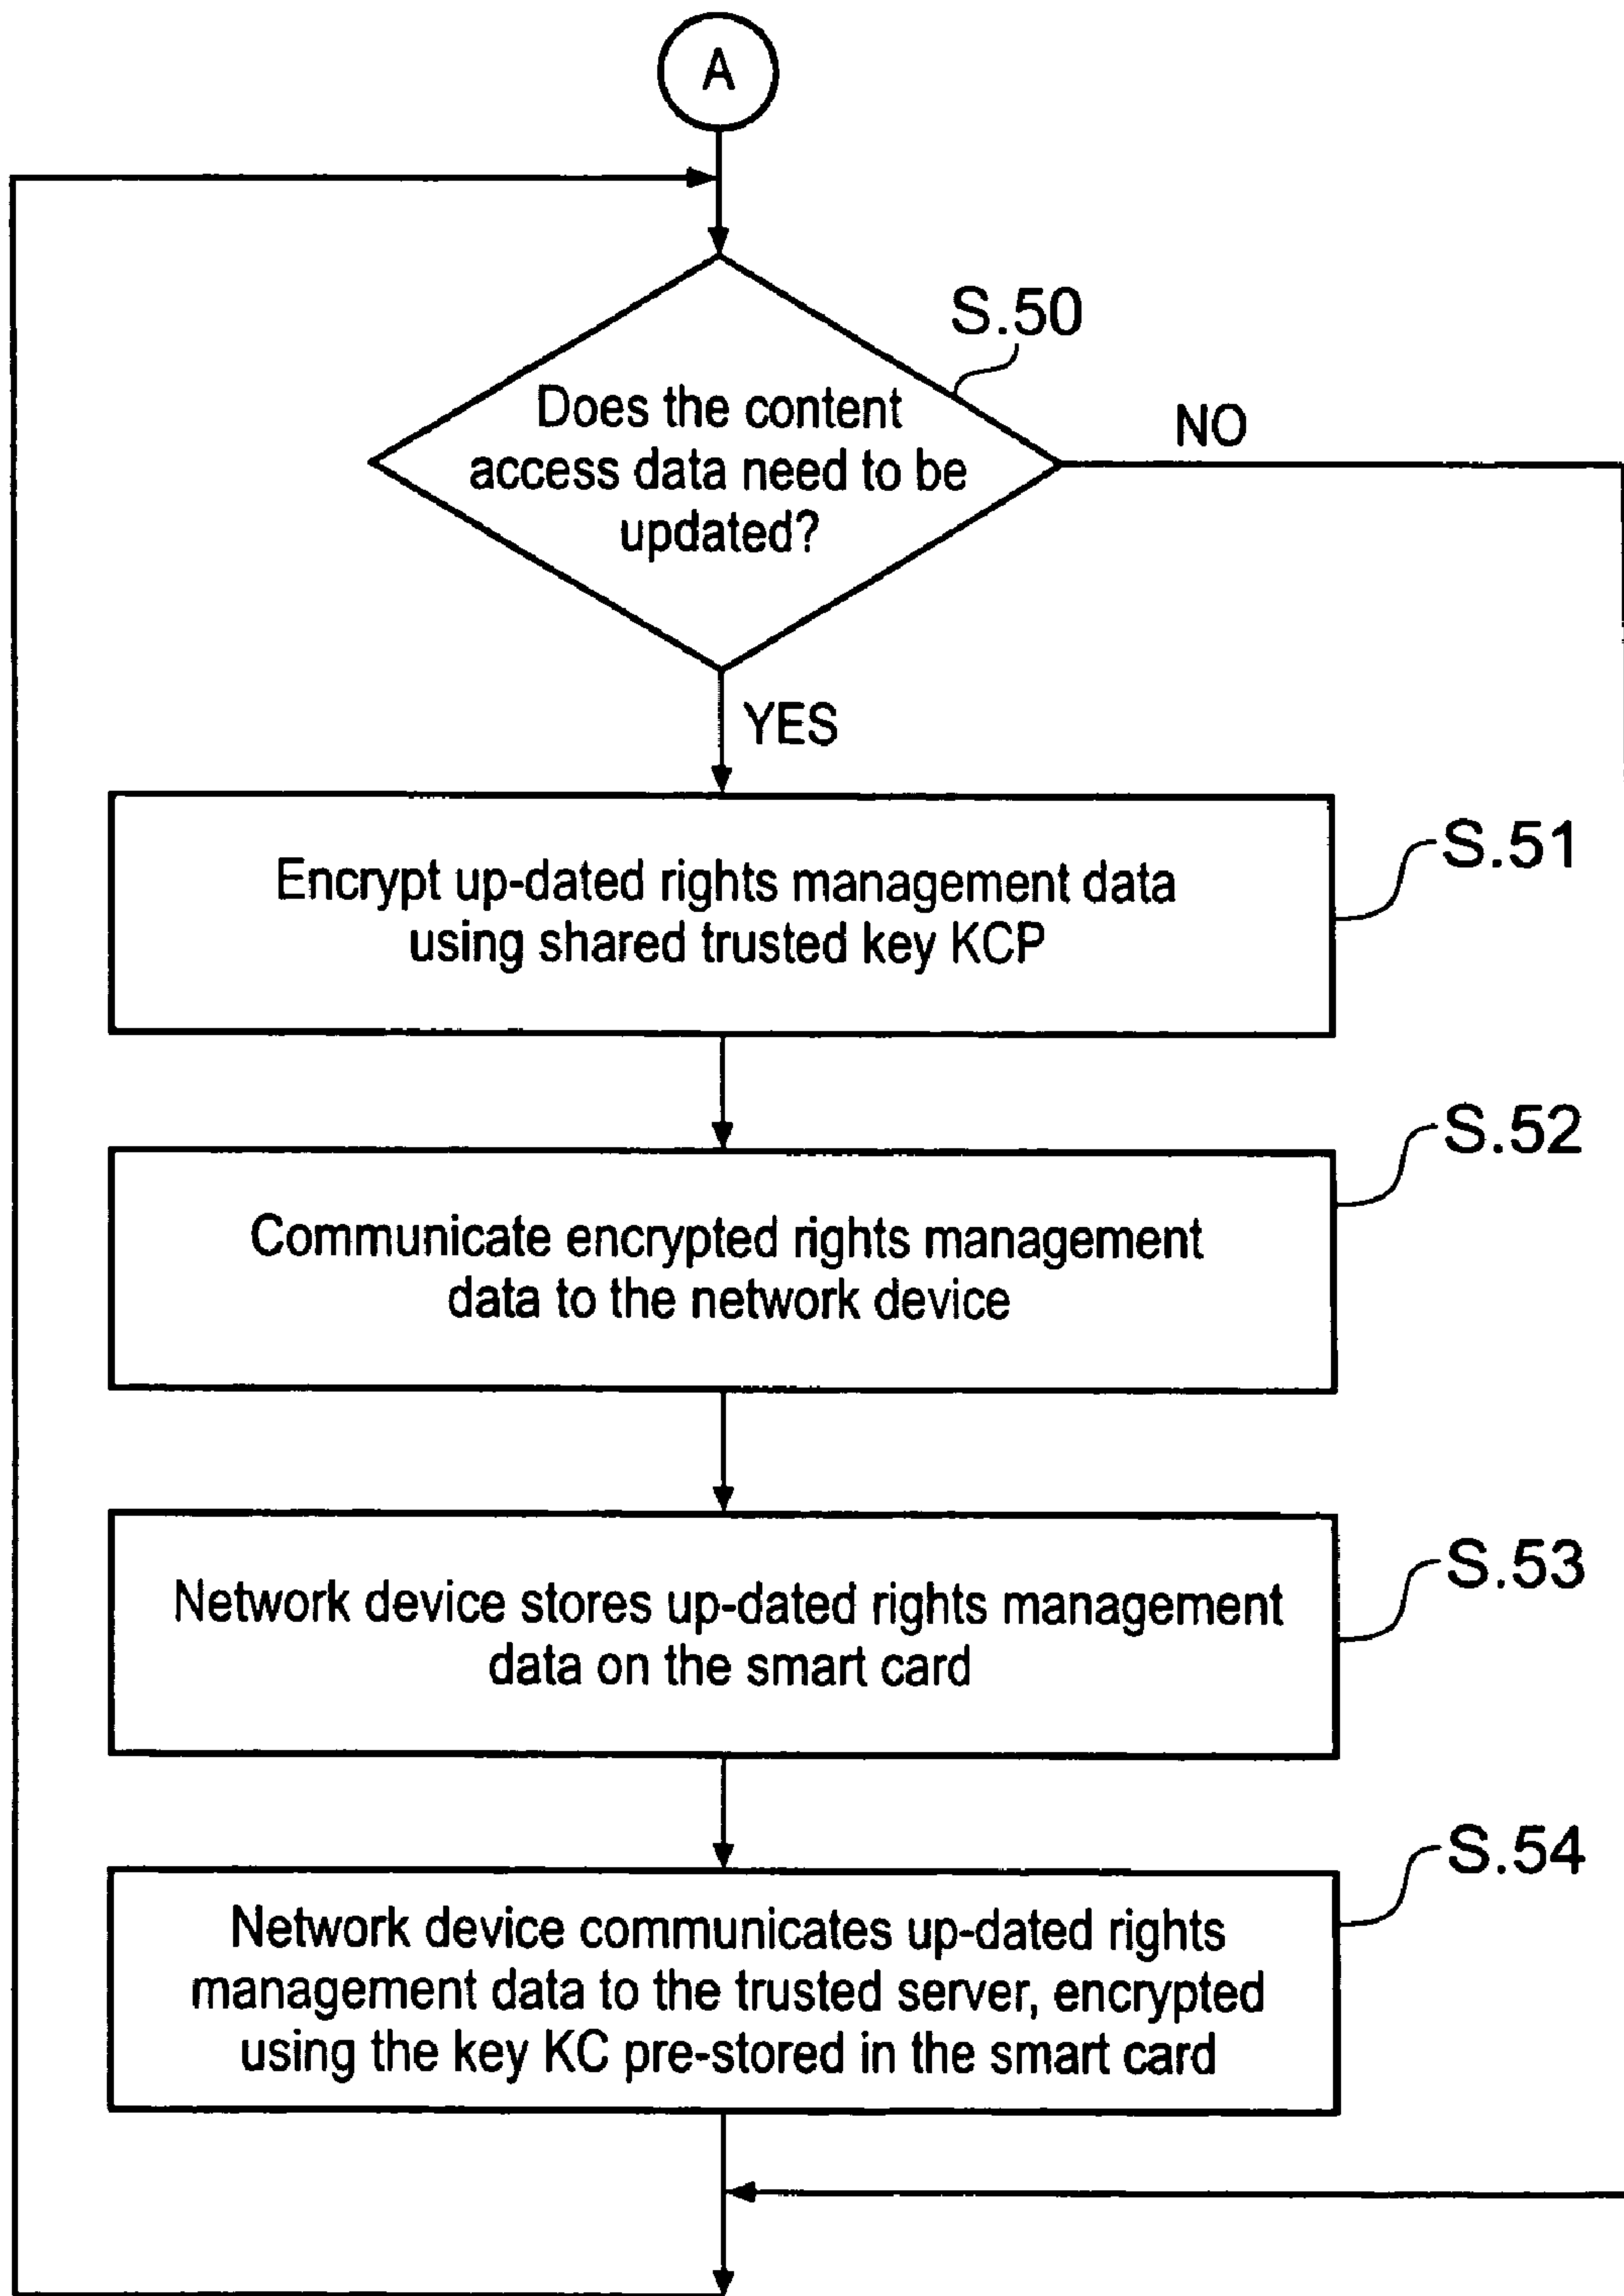 A
S.50
Does the content
access data need to be
updated?
NO
YES
S.51
Encrypt up-dated rights management data
using shared trusted key KCP
S.52
Communicate encrypted rights management
data to the network device
S.53
Network device stores up-dated rights management
data on the smart card
S.54
Network device communicates up-dated rights
management data to the trusted server, encrypted
using the key KC pre-stored in the smart card